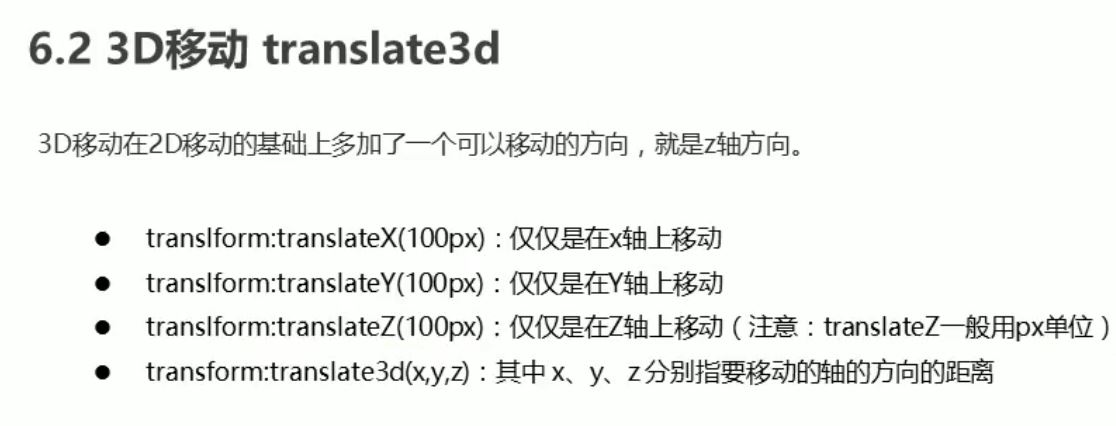 6.2 3D移动 translate3d
3D移动在2D移动的基础上多加了一个可以移动的方向，就是z轴方向。
● translform:translateX(100px)：仅仅是在x轴上移动
● translform:translateY(100px)：仅仅是在Y轴上移动
● translform:translateZ(100px)：仅仅是在Z轴上移动（注意：translateZ一般用px单位）
● transform:translate3d(x,y,z)：其中 x、y、z 分别指要移动的轴的方向的距离